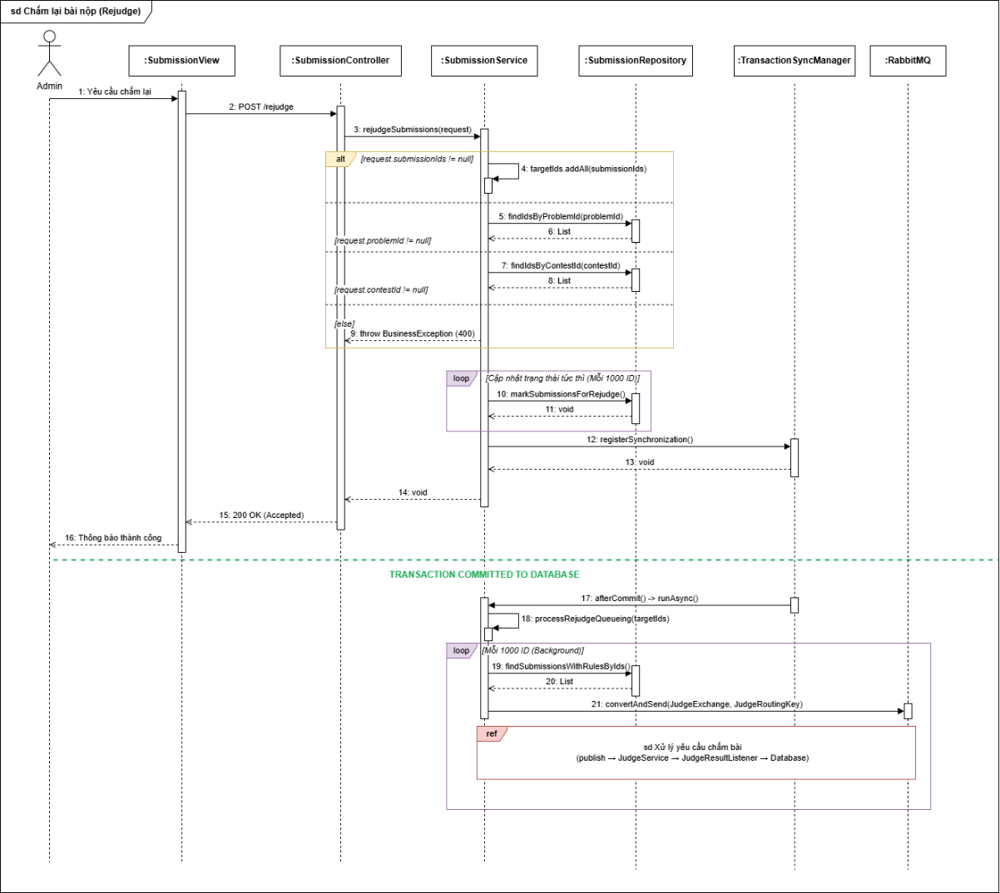 sd Chấm lại bài nộp (Rejudge)
Admin
:SubmissionView
:SubmissionController
:SubmissionService
:SubmissionRepository
:TransactionSyncManager
:RabbitMQ
1: Yêu cầu chấm lại
2: POST /rejudge
3: rejudgeSubmissions(request)
alt
[request.submissionIds != null]
4: targetIds.addAll(submissionIds)
5: findIdsByProblemId(problemId)
6: List
[request.problemId != null]
7: findIdsByContestId(contestId)
8: List
[request.contestId != null]
[else]
9: throw BusinessException (400)
loop
[Cập nhật trạng thái tức thì (Mỗi 1000 ID)]
10: markSubmissionsForRejudge()
11: void
12: registerSynchronization()
13: void
14: void
15: 200 OK (Accepted)
16: Thông báo thành công
TRANSACTION COMMITTED TO DATABASE
17: afterCommit() -> runAsync()
18: processRejudgeQueueing(targetIds)
loop
[Mỗi 1000 ID (Background)]
19: findSubmissionsWithRulesByIds()
20: List
21: convertAndSend(JudgeExchange, JudgeRoutingKey)
ref
sd Xử lý yêu cầu chấm bài
(publish → JudgeService → JudgeResultListener → Database)